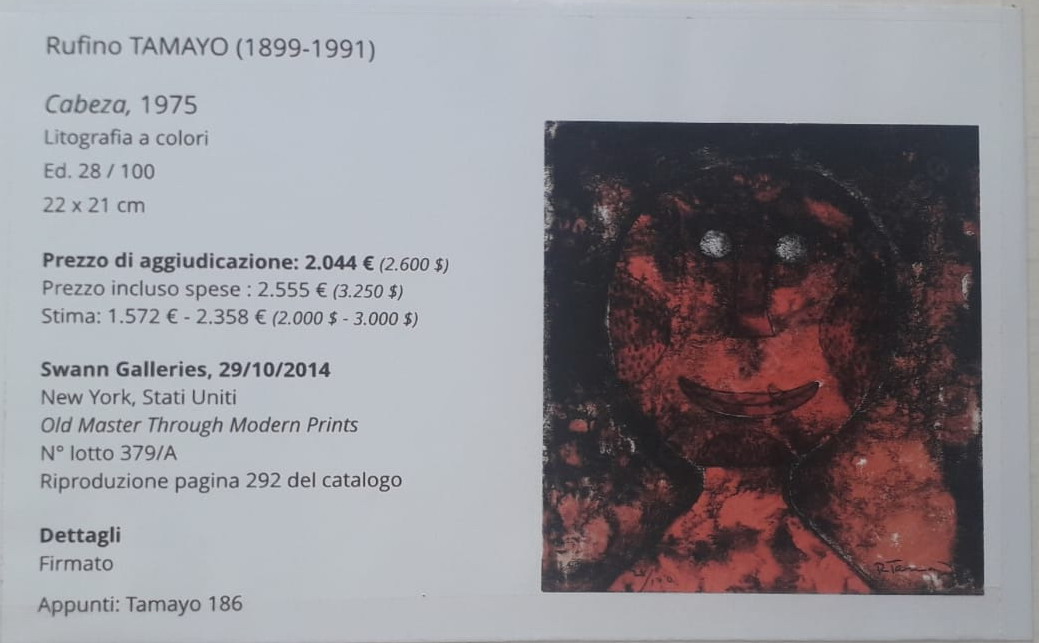 Rufino TAMAYO (1899-1991)
Cabeza, 1975
Litografia a colori
Ed. 28 / 100
22 x 21 cm
Prezzo di aggiudicazione: 2.044 € (2.600 $)
Prezzo incluso spese : 2.555 € (3.250 $)
Stima: 1.572 € - 2.358 € (2.000 $ - 3.000 $)
Swann Galleries, 29/10/2014
New York, Stati Uniti
Old Master Through Modern Prints
N° lotto 379/A
Riproduzione pagina 292 del catalogo
Dettagli
Firmato
Appunti: Tamayo 186